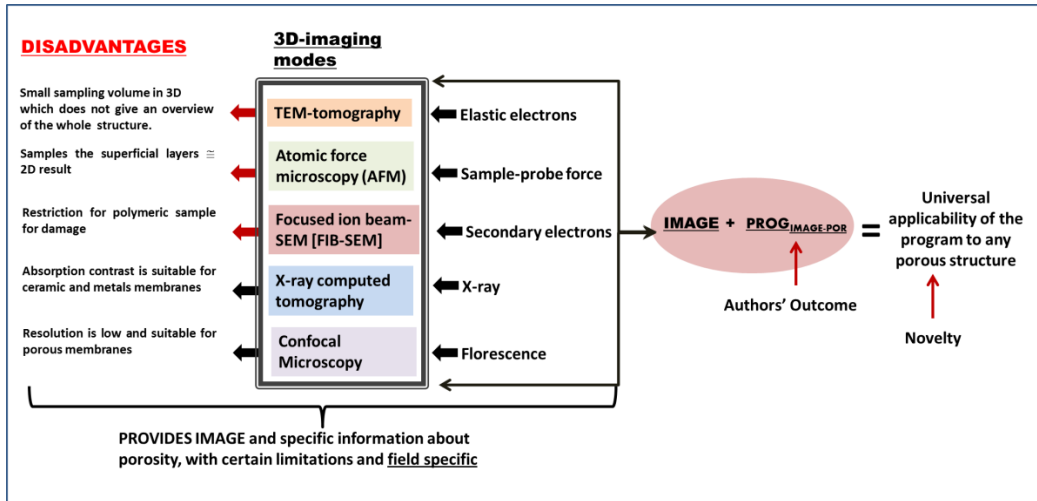 DISADVANTAGES
Small sampling volume in 3D
which does not give an overview
of the whole structure.
Samples the superficial layers ≅
2D result
Restriction for polymeric sample
for damage
Absorption contrast is suitable for
ceramic and metals membranes
Resolution is low and suitable for
porous membranes
3D-imaging
modes
TEM-tomography
Atomic force
microscopy (AFM)
Focused ion beam-
SEM [FIB-SEM]
X-ray computed
tomography
Confocal
Microscopy
Elastic electrons
Sample-probe force
Secondary electrons
X-ray
Florescence
IMAGE + PROG IMAGE-POR
=
Universal
applicability of the
program to any
porous structure
Authors’ Outcome
Novelty
PROVIDES IMAGE and specific information about
porosity, with certain limitations and field specific